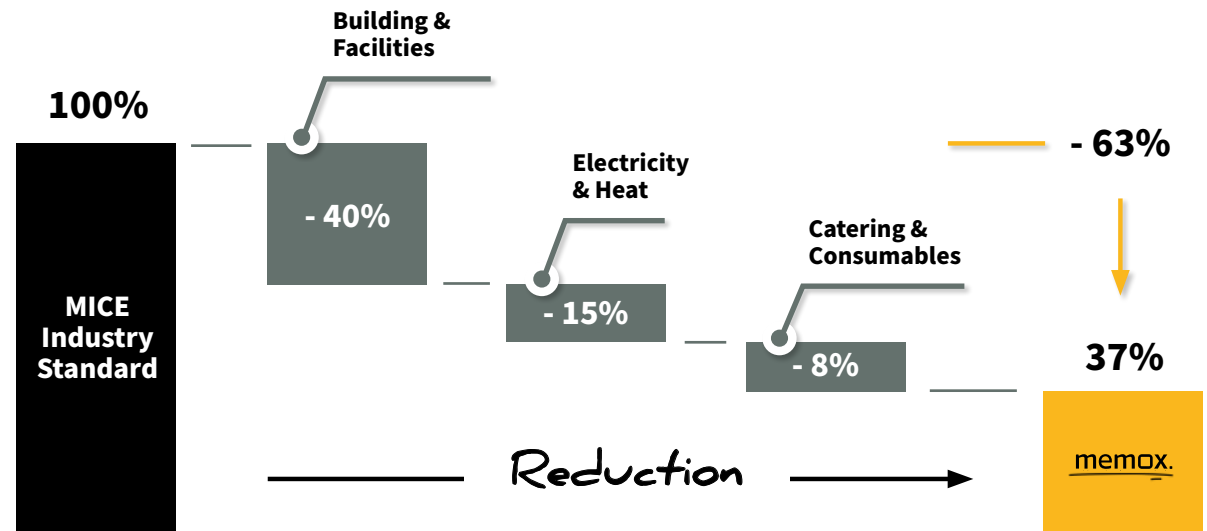 Building &
Facilities
100%
- 40%
Electricity
& Heat
- 15%
Catering &
Consumables
- 8%
- 63%
37%
MICE
Industry
Standard
Reduction
memox.